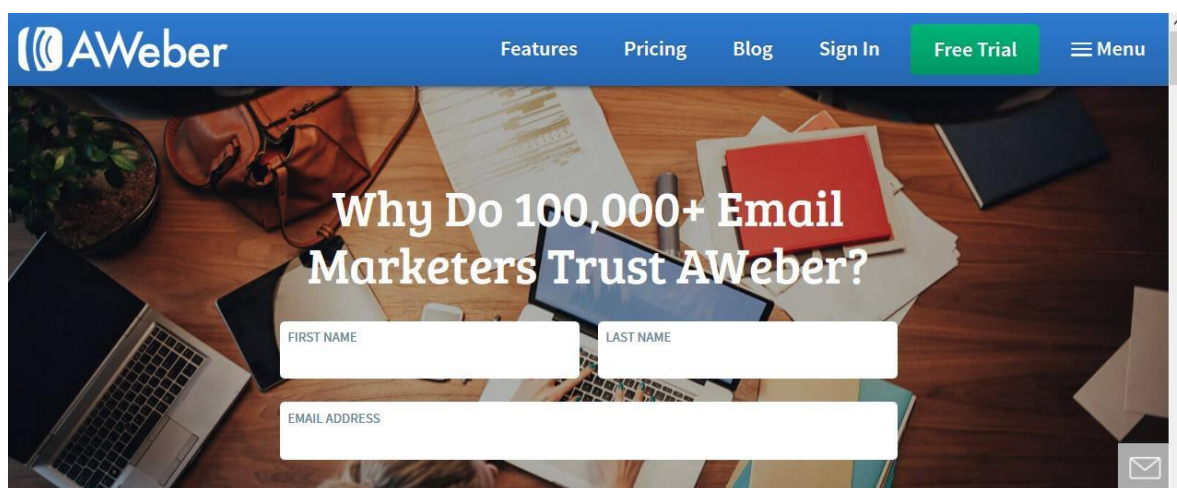 AWeber
Features Pricing Blog Sign In Free Trial Menu
Why Do 100,000+ Email
Marketers Trust AWeber?
FIRST NAME LAST NAME
EMAIL ADDRESS